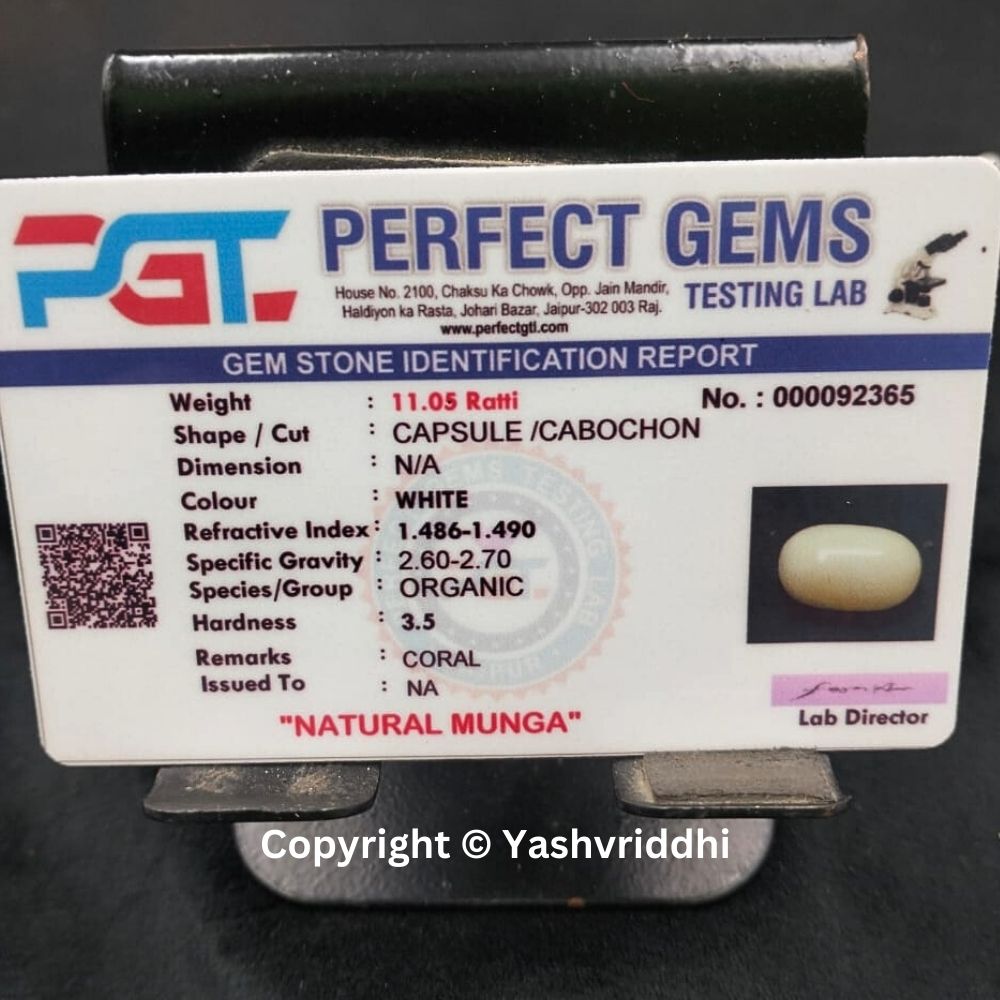 PGT.
PERFECT GEMS
House No. 2100, Chaksu Ka Chowk, Opp. Jain Mandir,
Haldiyon ka Rasta, Johari Bazar, Jaipur-302 003 Raj.
TESTING LAB
www.perfectgtl.com
GEM STONE IDENTIFICATION REPORT
No. : 000092365
Weight : 11.05 Ratti
Shape / Cut : CAPSULE /CABOCHON
Dimension : N/A
Colour : WHITE
Refractive Index : 1.486-1.490
Specific Gravity : 2.60-2.70
Species/Group : ORGANIC
Hardness : 3.5
Remarks : CORAL
Issued To : NA
"NATURAL MUNGA"
Lab Director
Copyright © Yashvriddhi